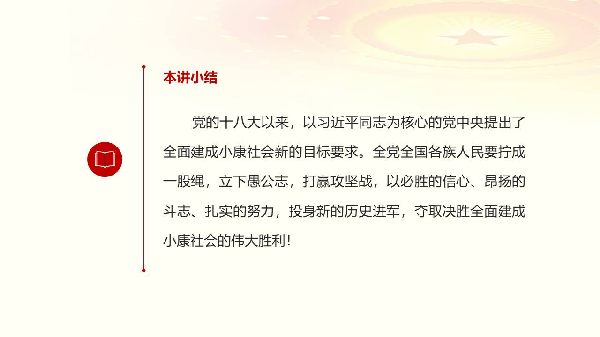 本讲小结
党的十八大以来，以习近平同志为核心的党中央提出了
全面建成小康社会新的目标要求。全党全国各族人民要拧成
一股绳，立下愚公志，打赢攻坚战，以必胜的信心、昂扬的
斗志、扎实的努力，投身新的历史进军，夺取决胜全面建成
小康社会的伟大胜利！